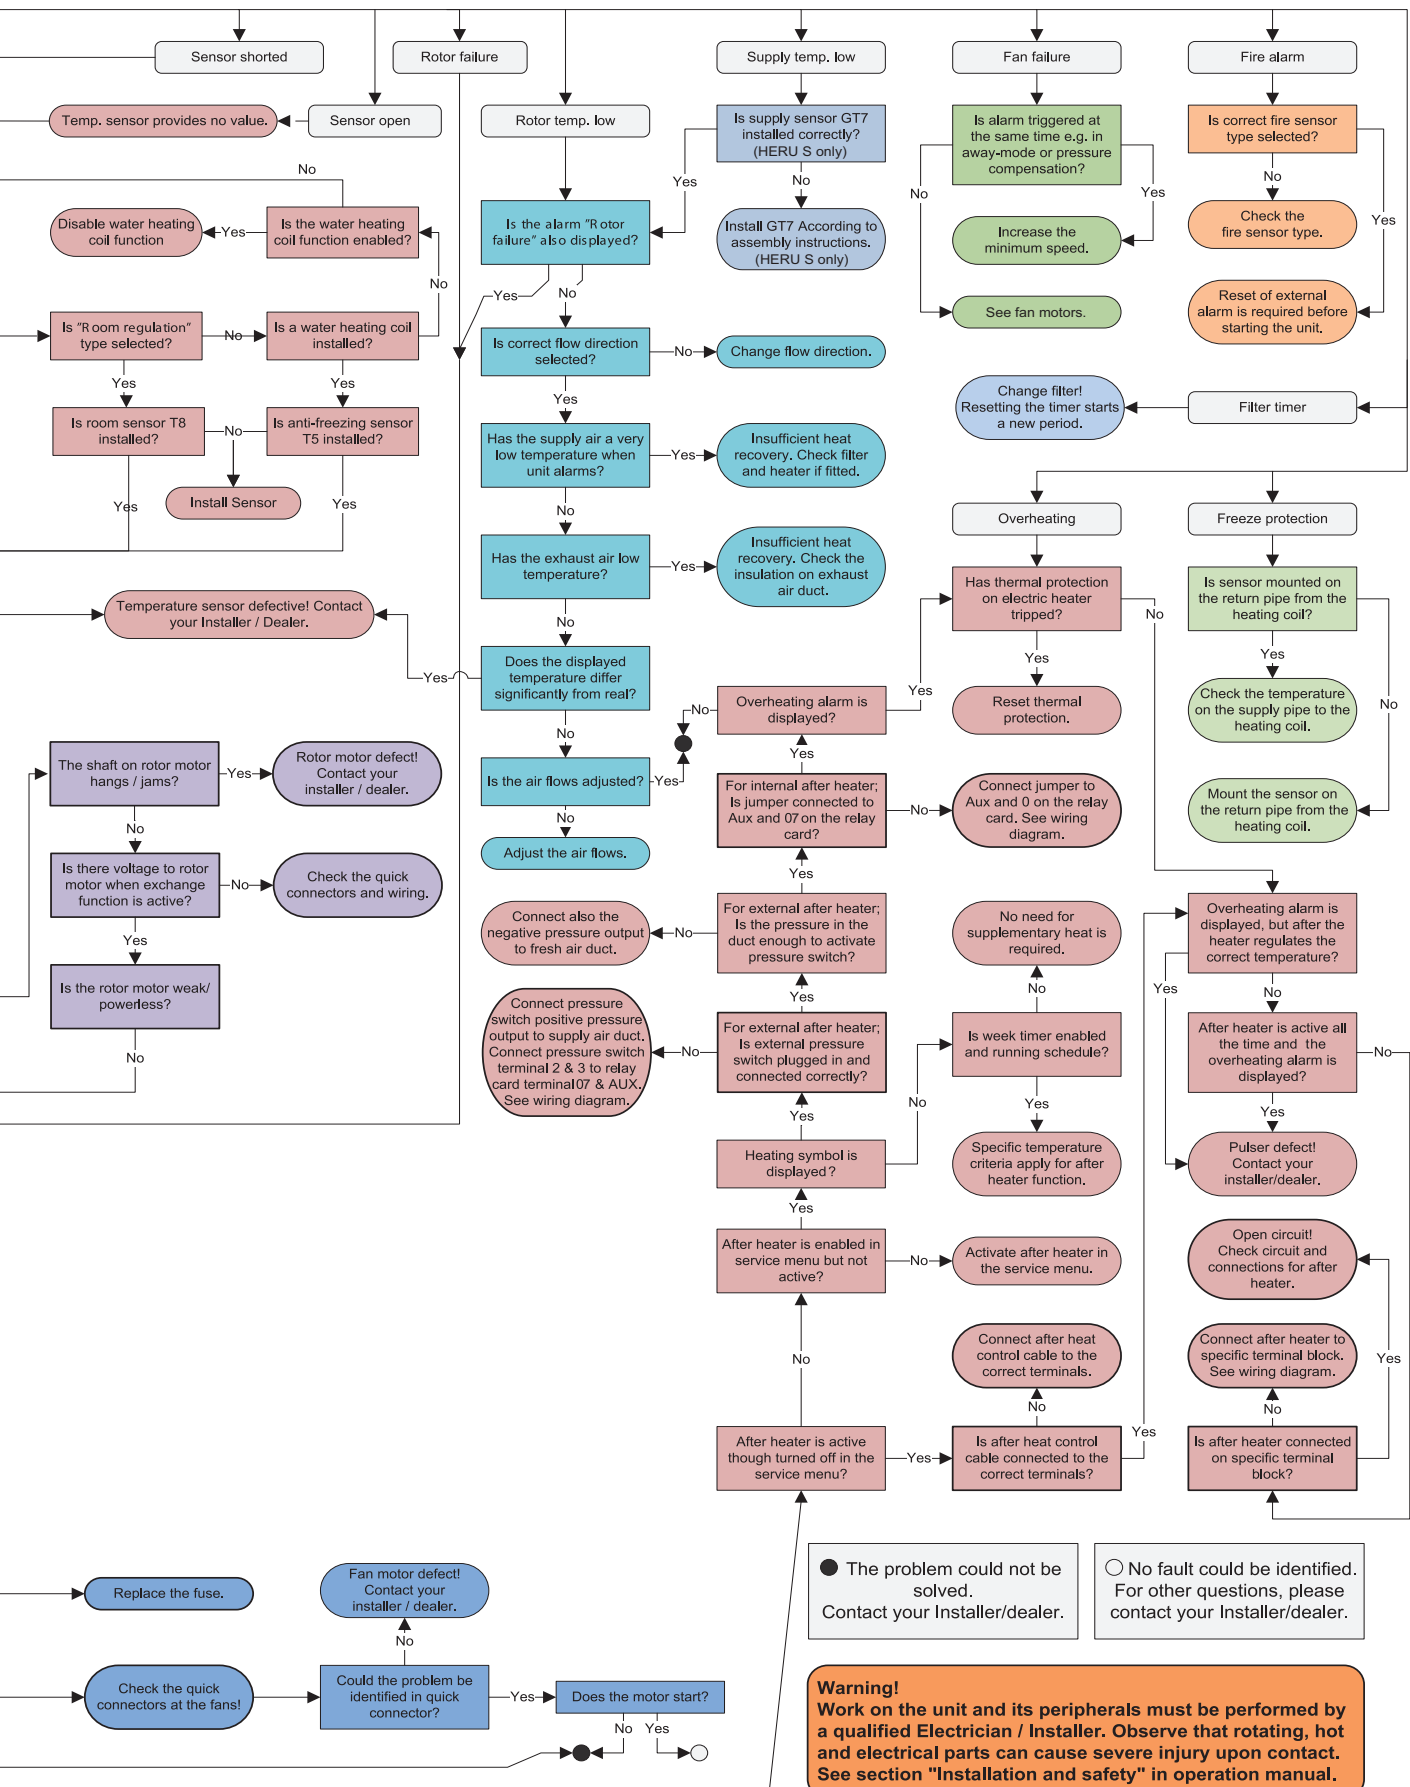 Sensor shorted
Rotor failure
Supply temp. low
Fan failure
Fire alarm
Temp. sensor provides no value.
Sensor open
Rotor temp. low
Is supply sensor GT7
installed correctly?
(HERU S only)
Is alarm triggered at
the same time e.g. in
away-mode or pressure
compensation?
Is correct fire sensor
type selected?
No
Yes
No
No
Yes
No
Yes
Disable water heating
coil function
Yes
Is the water heating
coil function enabled?
Is the alarm "Rotor
failure" also displayed?
Install GT7 According to
assembly instructions.
(HERU S only)
Increase the
minimum speed.
Check the
fire sensor type.
No
Yes
No
See fan motors.
Reset of external
alarm is required before
starting the unit.
Is "Room regulation"
type selected?
No
Is a water heating coil
installed?
Is correct flow direction
selected?
No
Change flow direction.
Yes
Yes
Yes
Change filter!
Resetting the timer starts
a new period.
Filter timer
Is room sensor T8
installed?
No
Is anti-freezing sensor
T5 installed?
Has the supply air a very
low temperature when
unit alarms?
Yes
Insufficient heat
recovery. Check filter
and heater if fitted.
Yes
Install Sensor
Yes
No
Overheating
Freeze protection
Has the exhaust air low
temperature?
Yes
Insufficient heat
recovery. Check the
insulation on exhaust
air duct.
Has thermal protection
on electric heater
tripped?
No
Is sensor mounted on
the return pipe from the
heating coil?
Temperature sensor defective! Contact
your Installer / Dealer.
No
Yes
Yes
Yes
Does the displayed
temperature differ
significantly from real?
Yes
Reset thermal
protection.
Check the temperature
on the supply pipe to the
heating coil.
No
No
Overheating alarm is
displayed?
No
Yes
The shaft on rotor motor
hangs / jams?
Yes
Rotor motor defect!
Contact your
installer / dealer.
Is the air flows adjusted?
Yes
For internal after heater;
Is jumper connected to
Aux and 07 on the relay
card?
No
Connect jumper to
Aux and 0 on the relay
card. See wiring
diagram.
Mount the sensor on
the return pipe from the
heating coil.
No
No
Adjust the air flows.
Yes
Is there voltage to rotor
motor when exchange
function is active?
No
Check the quick
connectors and wiring.
Connect also the
negative pressure output
to fresh air duct.
No
For external after heater;
Is the pressure in the
duct enough to activate
pressure switch?
No need for
supplementary heat is
required.
Overheating alarm is
displayed, but after the
heater regulates the
correct temperature?
Yes
Yes
No
Yes
No
Is the rotor motor weak/
powerless?
Connect pressure
switch positive pressure
output to supply air duct.
Connect pressure switch
terminal 2 & 3 to relay
card terminal 07 & AUX.
See wiring diagram.
No
For external after heater;
Is external pressure
switch plugged in and
connected correctly?
Is week timer enabled
and running schedule?
After heater is active all
the time and the
overheating alarm is
displayed?
No
No
Yes
No
Yes
Yes
Heating symbol is
displayed?
Specific temperature
criteria apply for after
heater function.
Pulser defect!
Contact your
installer/dealer.
Yes
After heater is enabled in
service menu but not
active?
No
Activate after heater in
the service menu.
Open circuit!
Check circuit and
connections for after
heater.
No
Connect after heat
control cable to the
correct terminals.
Connect after heater to
specific terminal block.
See wiring diagram.
Yes
No
No
After heater is active
though turned off in the
service menu?
Yes
Is after heat control
cable connected to the
correct terminals?
Yes
Is after heater connected
on specific terminal
block?
The problem could not be
solved.
Contact your Installer/dealer.
No fault could be identified.
For other questions, please
contact your Installer/dealer.
Replace the fuse.
Fan motor defect!
Contact your
installer / dealer.
No
Check the quick
connectors at the fans!
Could the problem be
identified in quick
connector?
Yes
Does the motor start?
No
Yes
Warning!
Work on the unit and its peripherals must be performed by
a qualified Electrician / Installer. Observe that rotating, hot
and electrical parts can cause severe injury upon contact.
See section "Installation and safety" in operation manual.